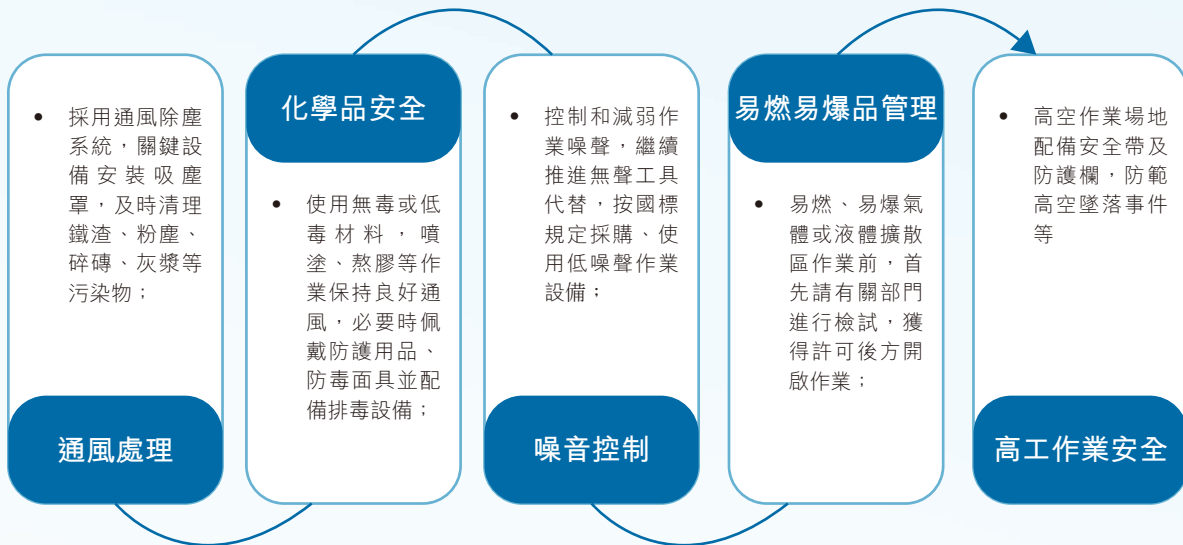 採用通風除塵
系統，關鍵設
備安裝吸塵
罩，及時清理
鐵渣、粉塵、
碎磚、灰漿等
污染物；
通風處理
化學品安全
使用無毒或低
毒材料，噴
塗、熬膠等作
業保持良好通
風，必要時佩
戴防護用品、
防毒面具並配
備排毒設備；
控制和減弱作
業噪聲，繼續
推進無聲工具
代替，按國標
規定採購、使
用低噪聲作業
設備；
噪音控制
易燃易爆品管理
易燃、易爆氣
體或液體擴散
區作業前，首
先請有關部門
進行檢試，獲
得許可後方開
啟作業；
高空作業場地
配備安全帶及
防護欄，防範
高空墜落事件
等
高工作業安全